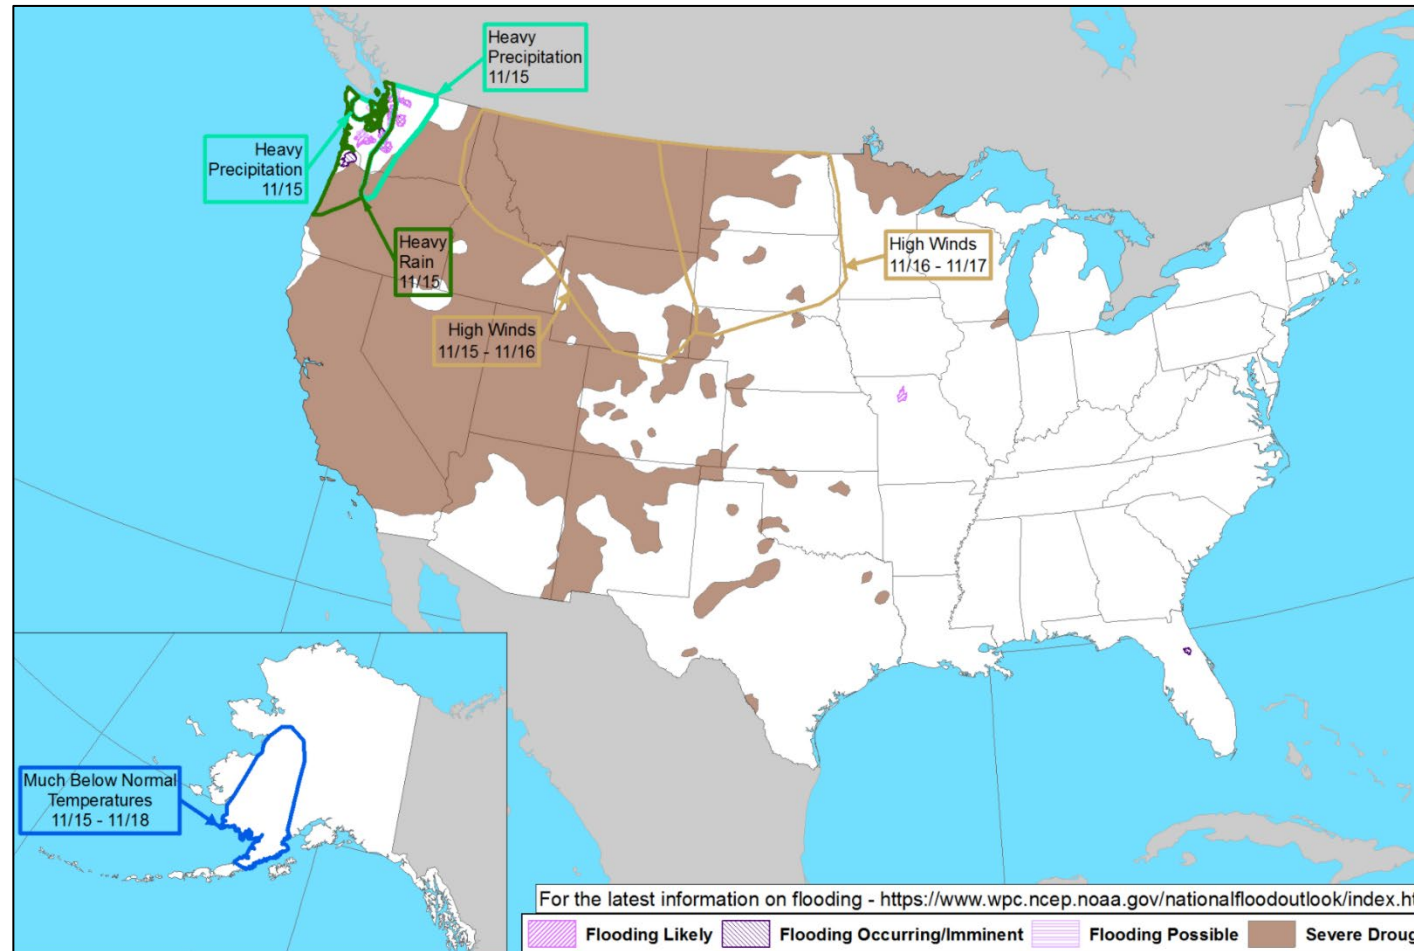 Heavy
Precipitation
11/15
Heavy
Precipitation
11/15
Heavy
Rain
11/15
High Winds
11/16 - 11/17
High Winds
11/15 - 11/16
Much Below Normal
Temperatures
11/15 - 11/18
For the latest information on flooding - https://www.wpc.ncep.noaa.gov/nationalfloodoutlook/index.ht
Flooding Likely Flooding Occurring/Imminent Flooding Possible Severe Droug